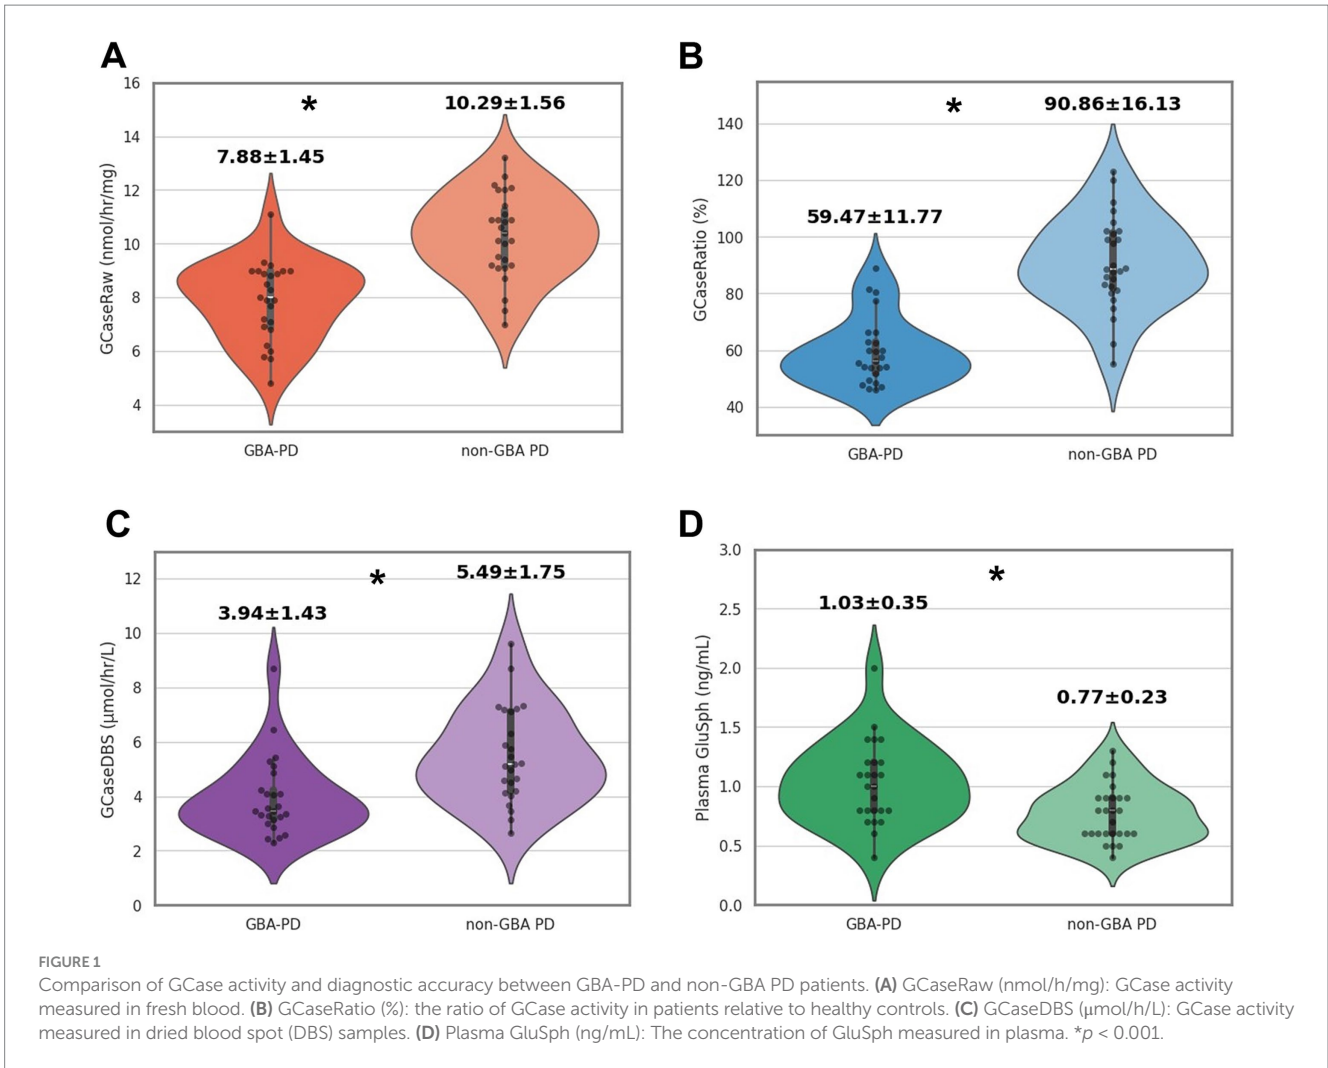 A
GCaseRaw (nmol/hr/mg)
16
14
12
10
8
6
4
*
7.88±1.45
10.29±1.56
GBA-PD
non-GBA PD
B
GCaseRatio (%)
140
120
100
80
60
40
*
59.47±11.77
90.86±16.13
GBA-PD
non-GBA PD
C
GCaseDBS (μmol/hr/L)
12
10
8
6
4
2
0
*
3.94±1.43
5.49±1.75
GBA-PD
non-GBA PD
D
Plasma GluSph (ng/mL)
3.0
2.5
2.0
1.5
1.0
0.5
0.0
*
1.03±0.35
0.77±0.23
GBA-PD
non-GBA PD
FIGURE 1
Comparison of GCase activity and diagnostic accuracy between GBA-PD and non-GBA PD patients. (A) GCaseRaw (nmol/h/mg): GCase activity
measured in fresh blood. (B) GCaseRatio (%): the ratio of GCase activity in patients relative to healthy controls. (C) GCaseDBS (μmol/h/L): GCase activity
measured in dried blood spot (DBS) samples. (D) Plasma GluSph (ng/mL): The concentration of GluSph measured in plasma. *p < 0.001.